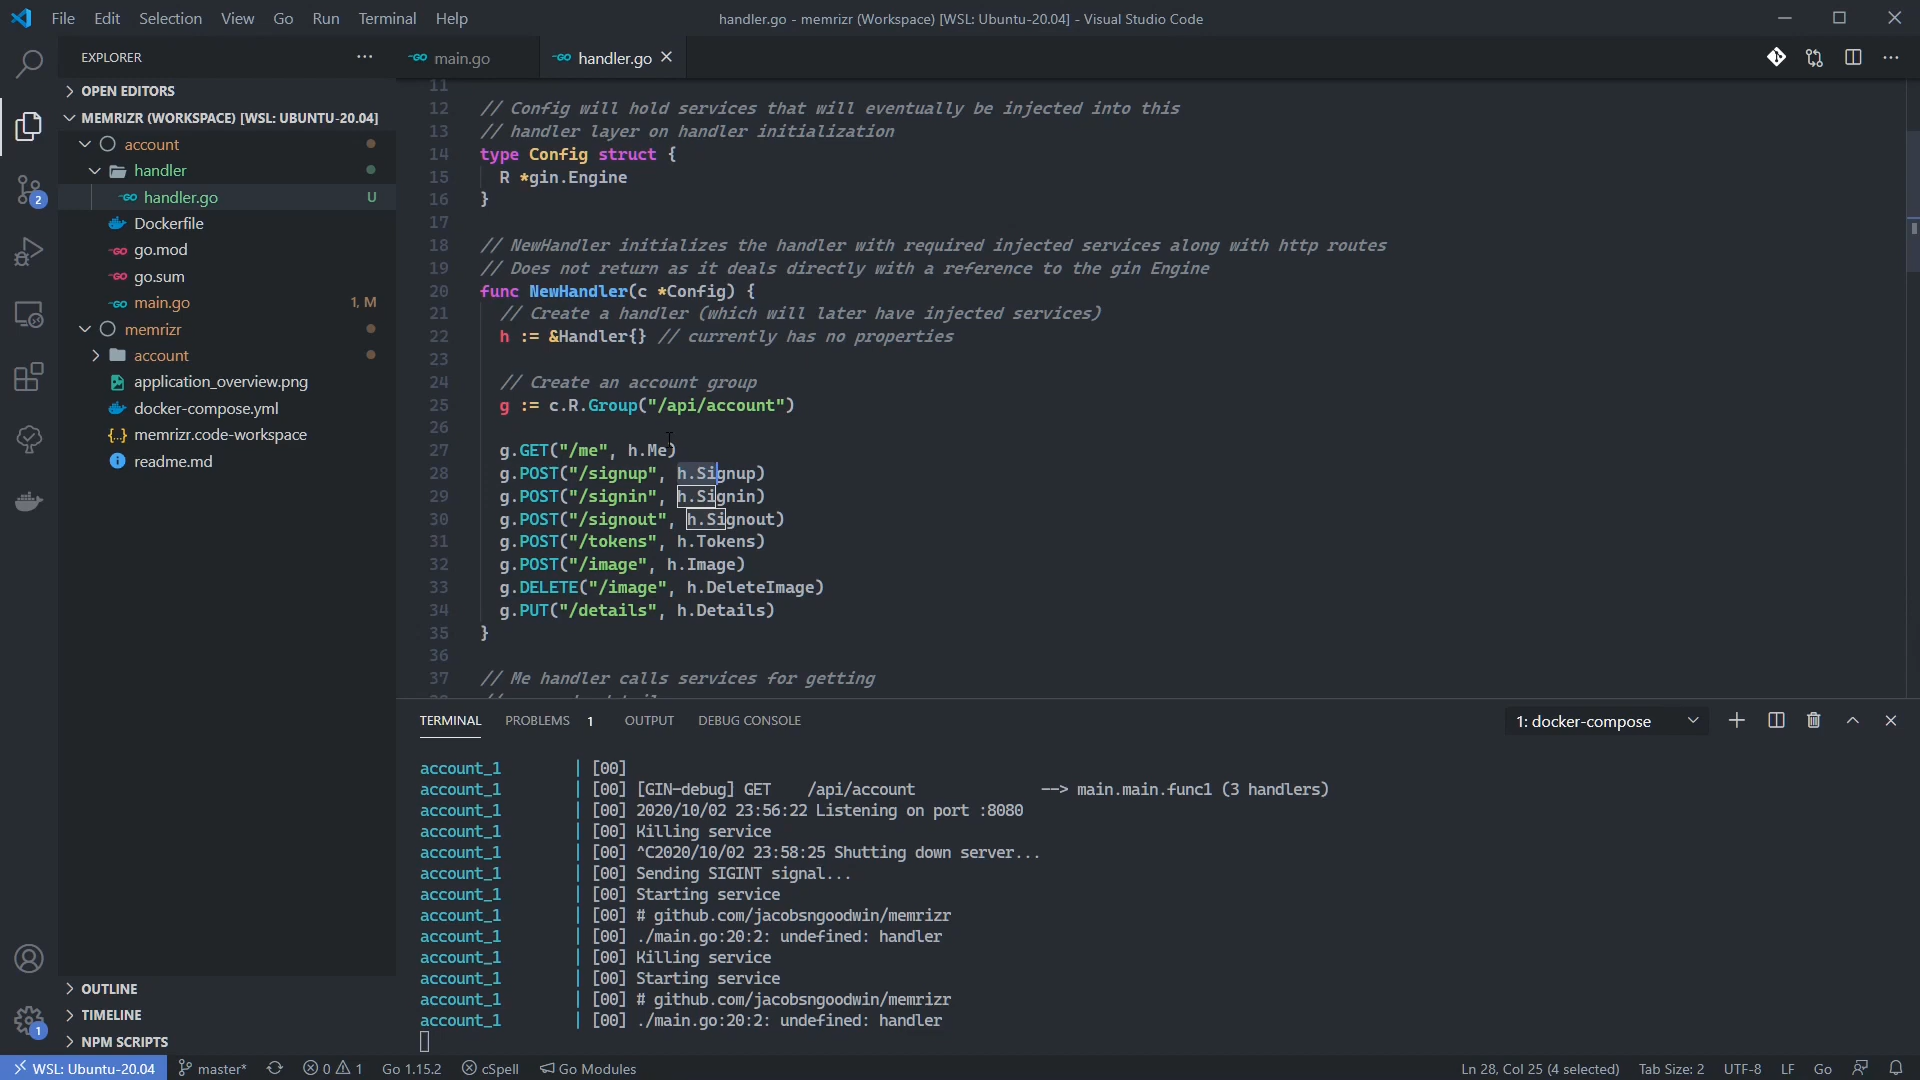 File Edit Selection View Go Run Terminal Help
handler.go - memrizr (Workspace) [WSL: Ubuntu-20.04] - Visual Studio Code
EXPLORER
OPEN EDITORS
MEMRIZR (WORKSPACE) [WSL: UBUNTU-20.04]
account
handler
handler.go U
Dockerfile
go.mod
go.sum
main.go 1, M
memrizr
account
application_overview.png
docker-compose.yml
memrizr.code-workspace
readme.md
OUTLINE
TIMELINE
NPM SCRIPTS
2
1
main.go
handler.go
11
12 // Config will hold services that will eventually be injected into this
13 // handler layer on handler initialization
14 type Config struct {
15 R *gin.Engine
16 }
17
18 // NewHandler initializes the handler with required injected services along with http routes
19 // Does not return as it deals directly with a reference to the gin Engine
20 func NewHandler(c *Config) {
21 // Create a handler (which will later have injected services)
22 h := &Handler{} // currently has no properties
23
24 // Create an account group
25 g := c.R.Group("/api/account")
26
27 g.GET("/me", h.Me)
28 g.POST("/signup", h.Signup)
29 g.POST("/signin", h.Signin)
30 g.POST("/signout", h.Signout)
31 g.POST("/tokens", h.Tokens)
32 g.POST("/image", h.Image)
33 g.DELETE("/image", h.DeleteImage)
34 g.PUT("/details", h.Details)
35 }
36
37 // Me handler calls services for getting
TERMINAL PROBLEMS 1 OUTPUT DEBUG CONSOLE
1: docker-compose
account_1 | [00]
account_1 | [00] [GIN-debug] GET /api/account --> main.main.func1 (3 handlers)
account_1 | [00] 2020/10/02 23:56:22 Listening on port :8080
account_1 | [00] Killing service
account_1 | [00] ^C2020/10/02 23:58:25 Shutting down server...
account_1 | [00] Sending SIGINT signal...
account_1 | [00] Starting service
account_1 | [00] # github.com/jacobsngoodwin/memrizr
account_1 | [00] ./main.go:20:2: undefined: handler
account_1 | [00] Killing service
account_1 | [00] Starting service
account_1 | [00] # github.com/jacobsngoodwin/memrizr
account_1 | [00] ./main.go:20:2: undefined: handler
WSL: Ubuntu-20.04 master* 0 1 Go 1.15.2 cSpell Go Modules
Ln 28, Col 25 (4 selected) Tab Size: 2 UTF-8 LF Go